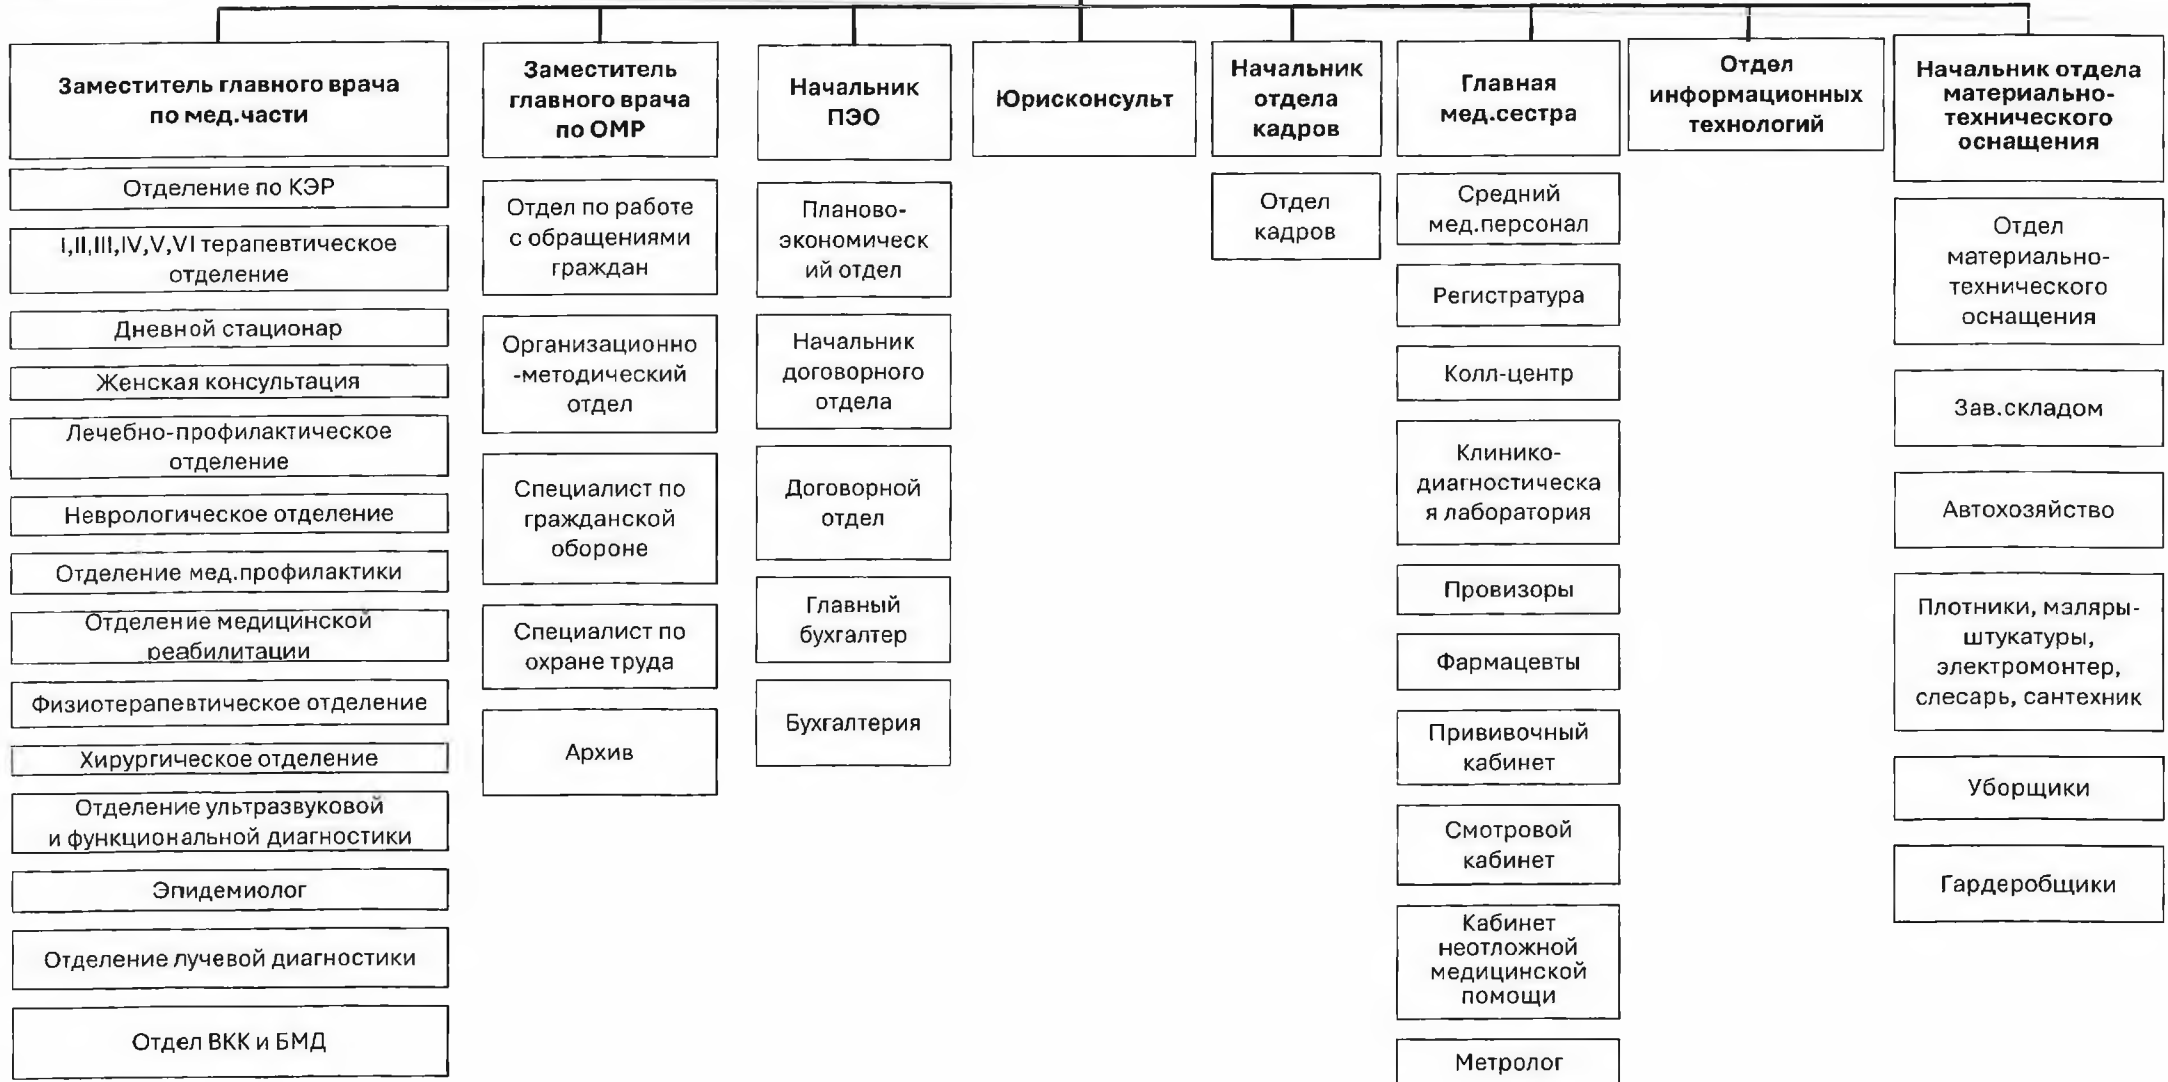 Заместитель главного врача
по мед.части
Отделение по КЭР
I,II,III,IV,V,VI терапевтическое
отделение
Дневной стационар
Женская консультация
Лечебно-профилактическое
отделение
Неврологическое отделение
Отделение мед.профилактики
Отделение медицинской
реабилитации
Физиотерапевтическое отделение
Хирургическое отделение
Отделение ультразвуковой
и функциональной диагностики
Эпидемиолог
Отделение лучевой диагностики
Отдел ВКК и БМД
Заместитель
главного врача
по ОМР
Отдел по работе
с обращениями
граждан
Организационно
-методический
отдел
Специалист по
гражданской
обороне
Специалист по
охране труда
Архив
Начальник
ПЭО
Планово-
экономическ
ий отдел
Начальник
договорного
отдела
Договорной
отдел
Главный
бухгалтер
Бухгалтерия
Юрисконсульт
Начальник
отдела
кадров
Отдел
кадров
Главная
мед.сестра
Средний
мед.персонал
Регистратура
Колл-центр
Клинико-
диагностическа
я лаборатория
Провизоры
Фармацевты
Прививочный
кабинет
Смотровой
кабинет
Кабинет
неотложной
медицинской
помощи
Метролог
Отдел
информационных
технологий
Начальник отдела
материально-
технического
оснащения
Отдел
материально-
технического
оснащения
Зав.складом
Автохозяйство
Плотники, маляры-
штукатуры,
электромонтер,
слесарь, сантехник
Уборщики
Гардеробщики